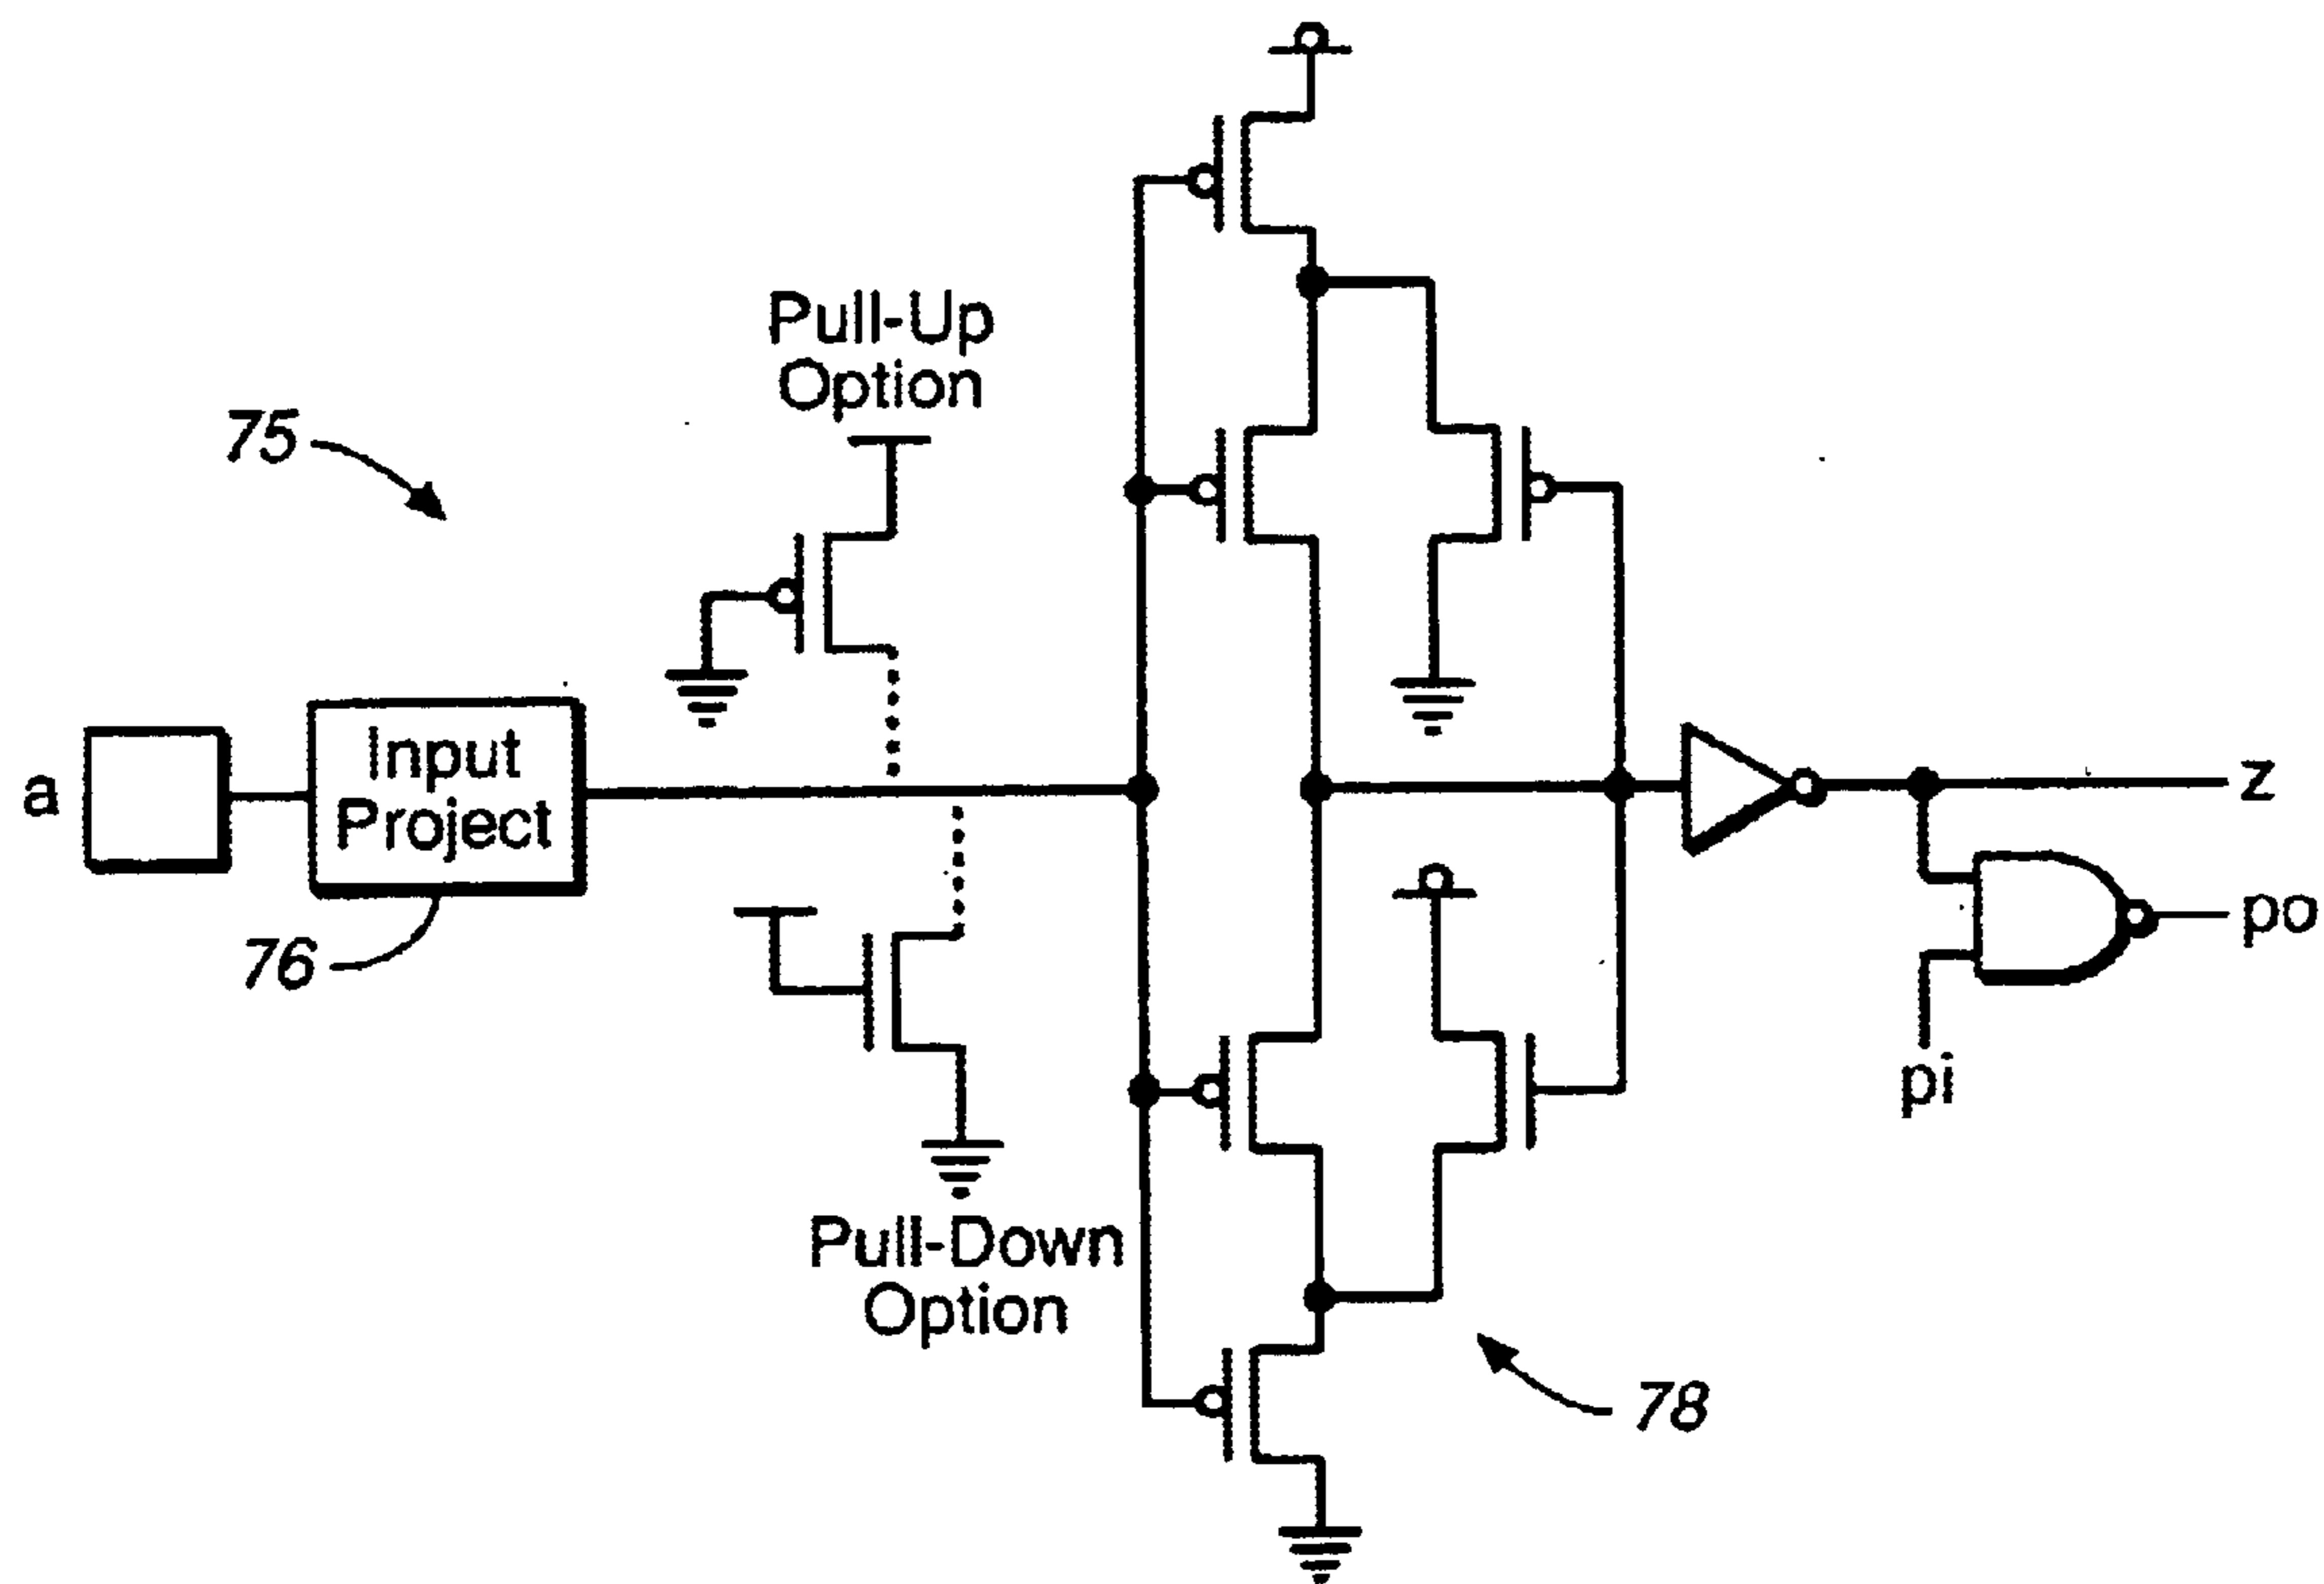 Pull-Up
Option
75
a
Input
Project
76
Pull-Down
Option
78
z
po
pi